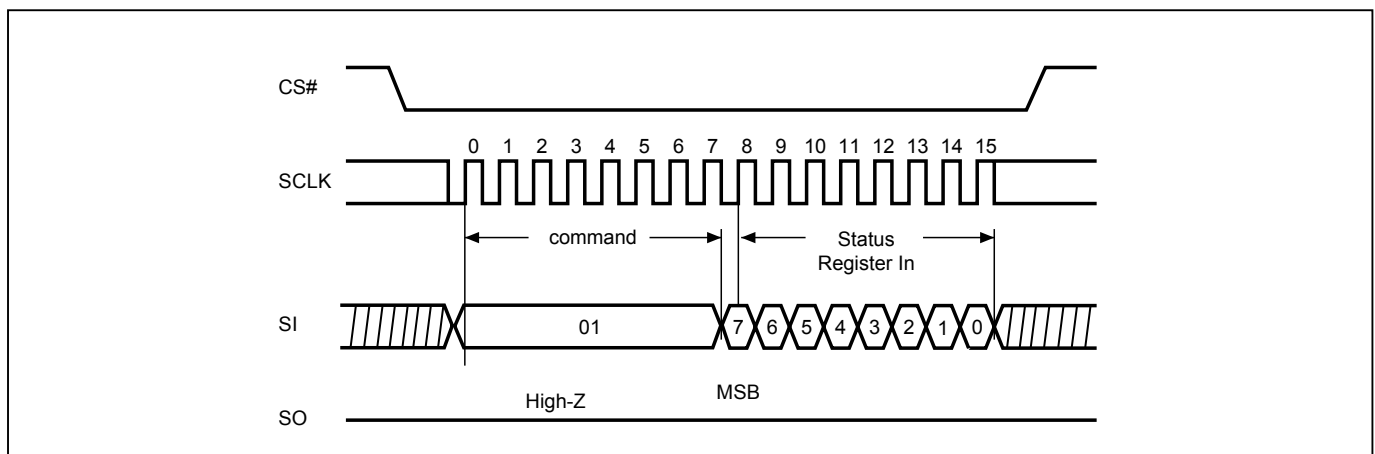 CS#
0 1 2 3 4 5 6 7 8 9 10 11 12 13 14 15
SCLK
command
Status
Register In
SI
01
7 6 5 4 3 2 1 0
MSB
High-Z
SO